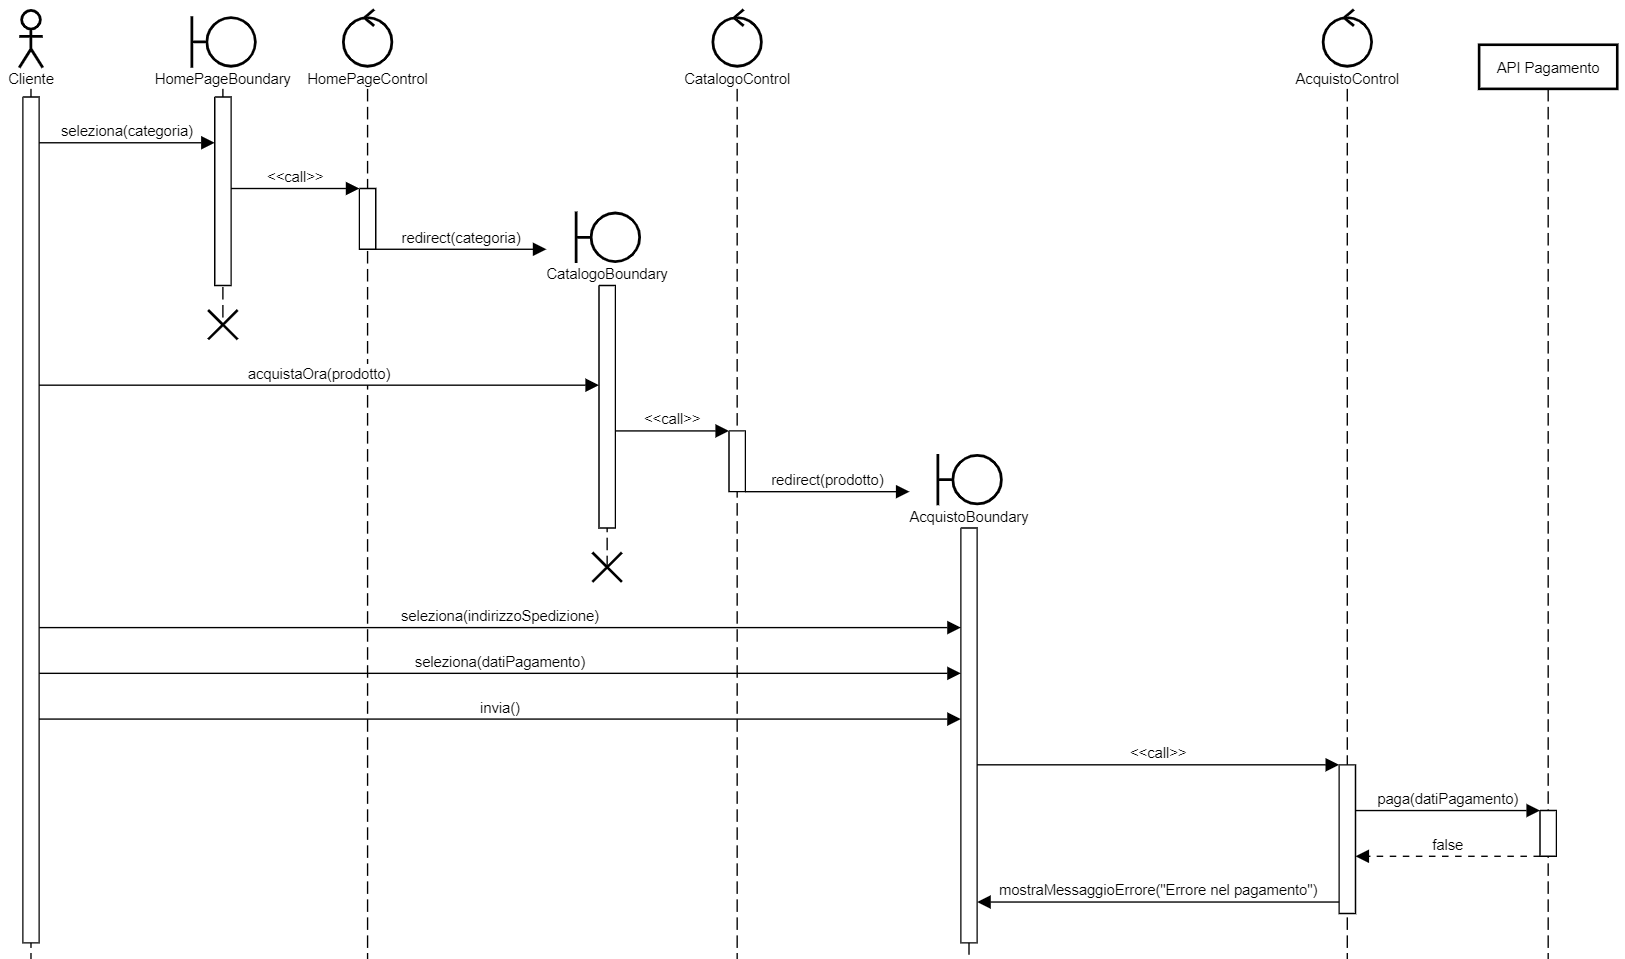 Cliente
HomePageBoundary
HomePageControl
CatalogoControl
AcquistoControl
API Pagamento
seleziona(categoria)
<<call>>
redirect(categoria)
CatalogoBoundary
acquistaOra(prodotto)
<<call>>
redirect(prodotto)
AcquistoBoundary
seleziona(indirizzoSpedizione)
seleziona(datiPagamento)
invia()
<<call>>
paga(datiPagamento)
false
mostraMessaggioErrore("Errore nel pagamento")